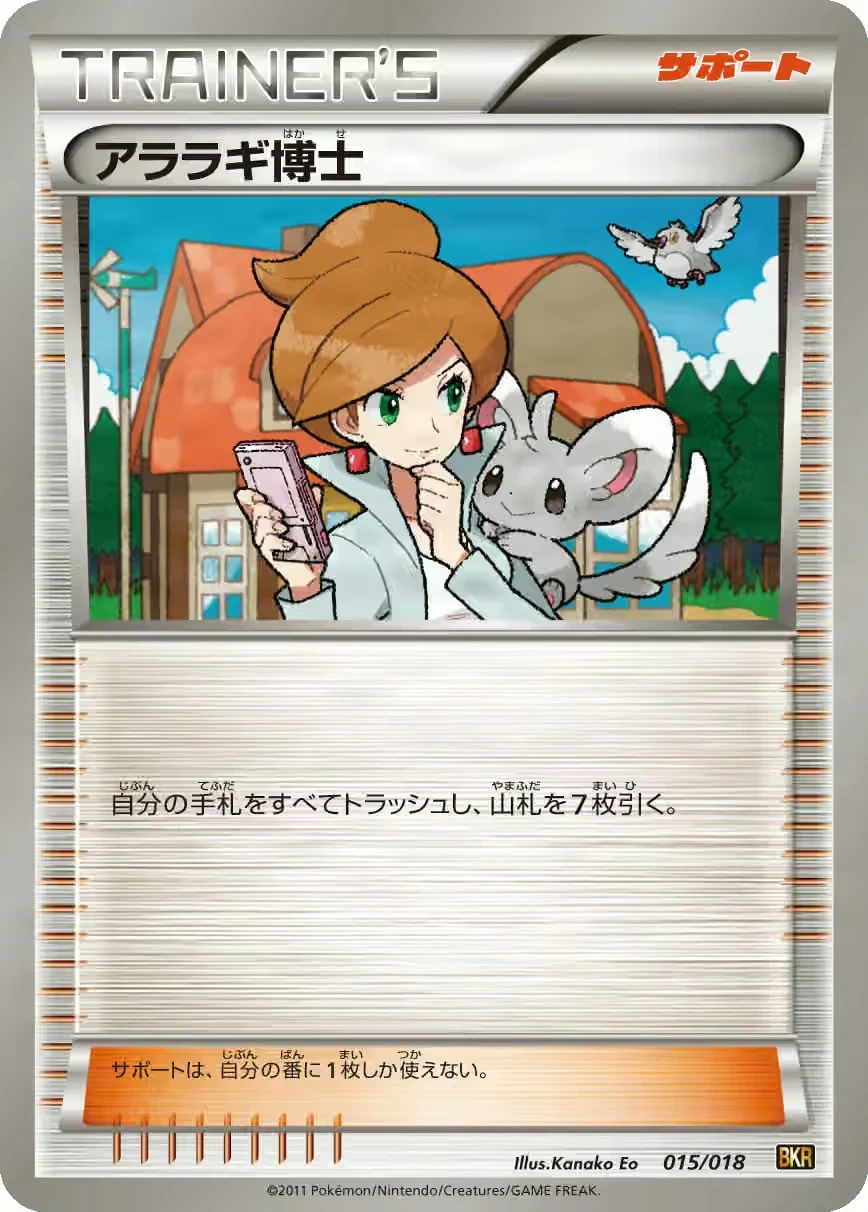 TRAINER'S
サポート
はか せ
アララギ博士
じぶん てふだ やまふだ まい ひ
自分の手札をすべてトラッシュし、山札を7枚引く。
じぶん ばん まい つか
サポートは、自分の番に1枚しか使えない。
Illus.Kanako Eo 015/018 BKR
©2011 Pokémon/Nintendo/Creatures/GAME FREAK.